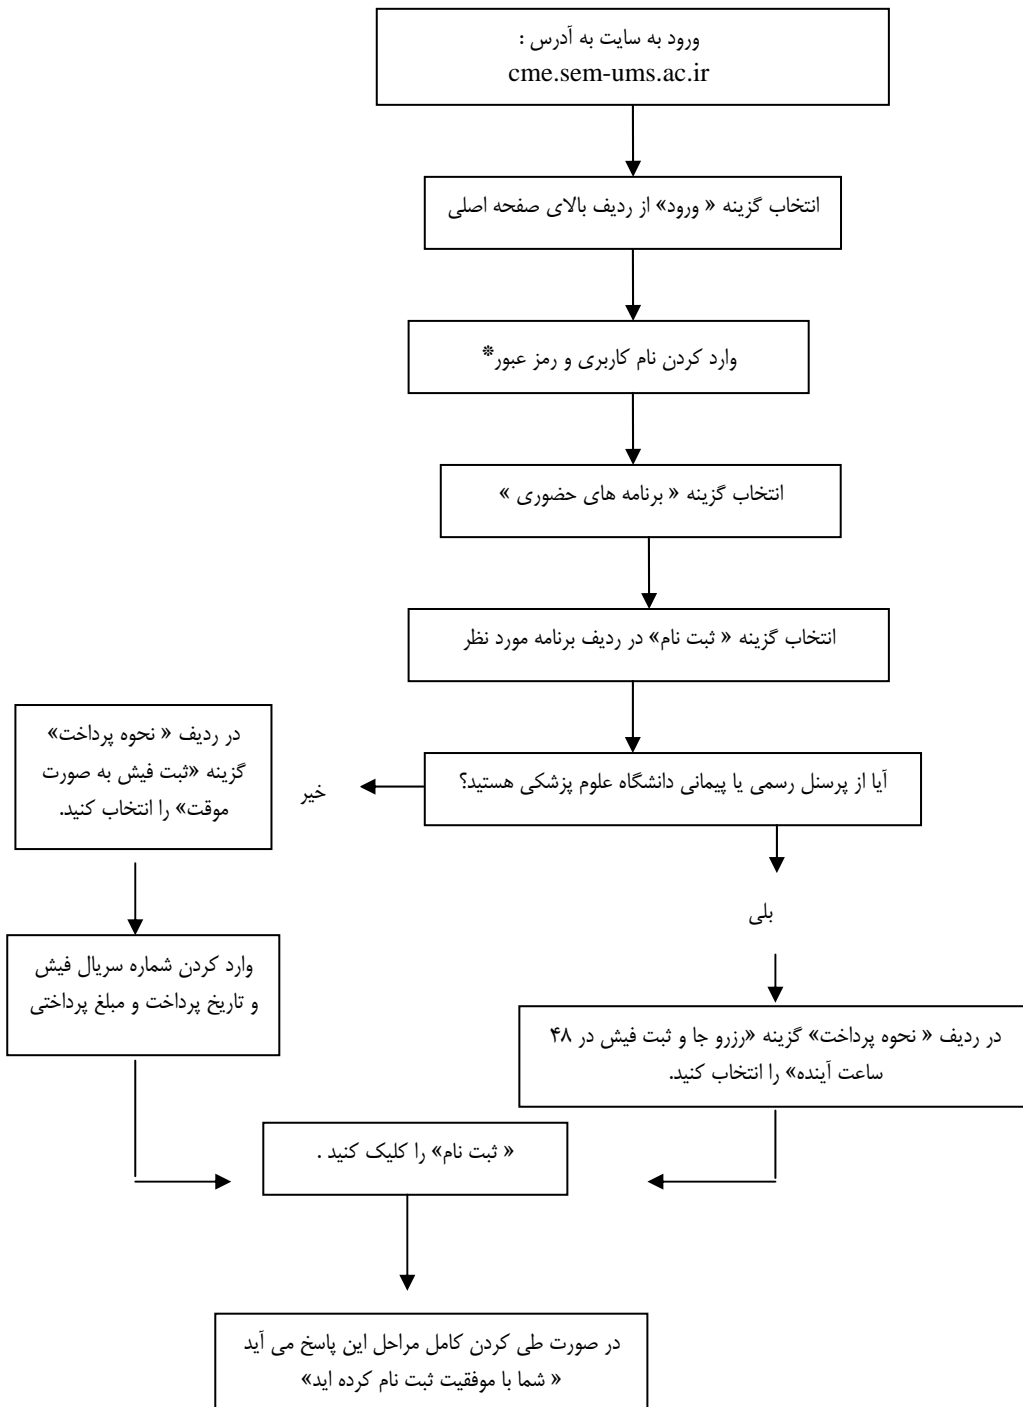 ورود به سایت به آدرس :
cme.sem-ums.ac.ir
انتخاب گزینه « ورود» از ردیف بالای صفحه اصلی
وارد کردن نام کاربری و رمز عبور*
انتخاب گزینه « برنامه های حضوری »
انتخاب گزینه « ثبت نام» در ردیف برنامه مورد نظر
آیا از پرسنل رسمی یا پیمانی دانشگاه علوم پزشکی هستید؟
خیر
در ردیف « نحوه پرداخت»
گزینه «ثبت فیش به صورت
موقت» را انتخاب کنید.
وارد کردن شماره سریال فیش
و تاریخ پرداخت و مبلغ پرداختی
بلی
در ردیف « نحوه پرداخت» گزینه «رزرو جا و ثبت فیش در ۴۸
ساعت آینده» را انتخاب کنید.
« ثبت نام» را کلیک کنید .
در صورت طی کردن کامل مراحل این پاسخ می آید
« شما با موفقیت ثبت نام کرده اید»